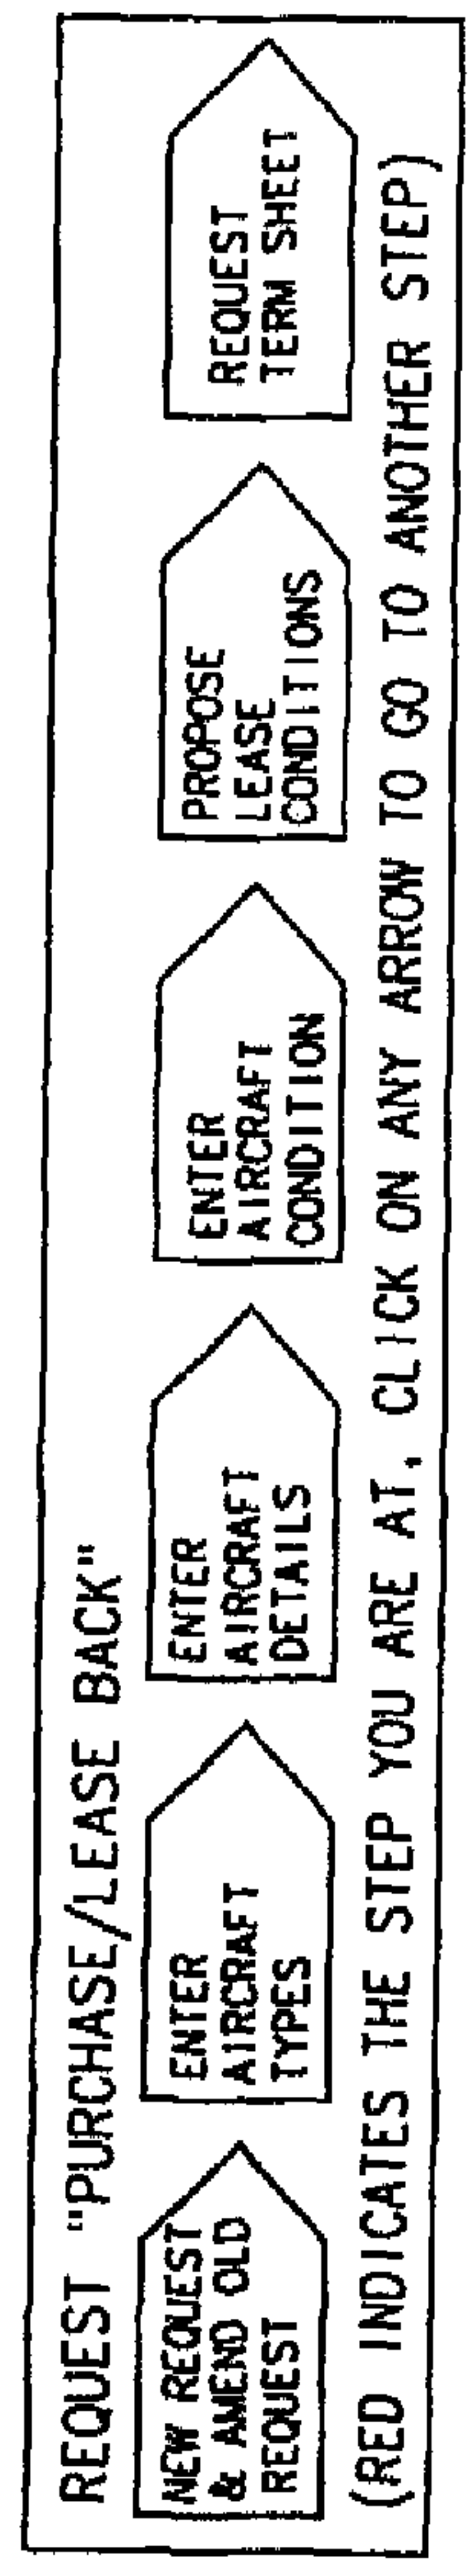 REQUEST "PURCHASE/LEASE BACK"
NEW REQUEST
& AMEND OLD
REQUEST
ENTER
AIRCRAFT
TYPES
ENTER
AIRCRAFT
DETAILS
ENTER
AIRCRAFT
CONDITION
PROPOSE
LEASE
CONDITIONS
REQUEST
TERM SHEET
(RED INDICATES THE STEP YOU ARE AT. CLICK ON ANY ARROW TO GO TO ANOTHER STEP)